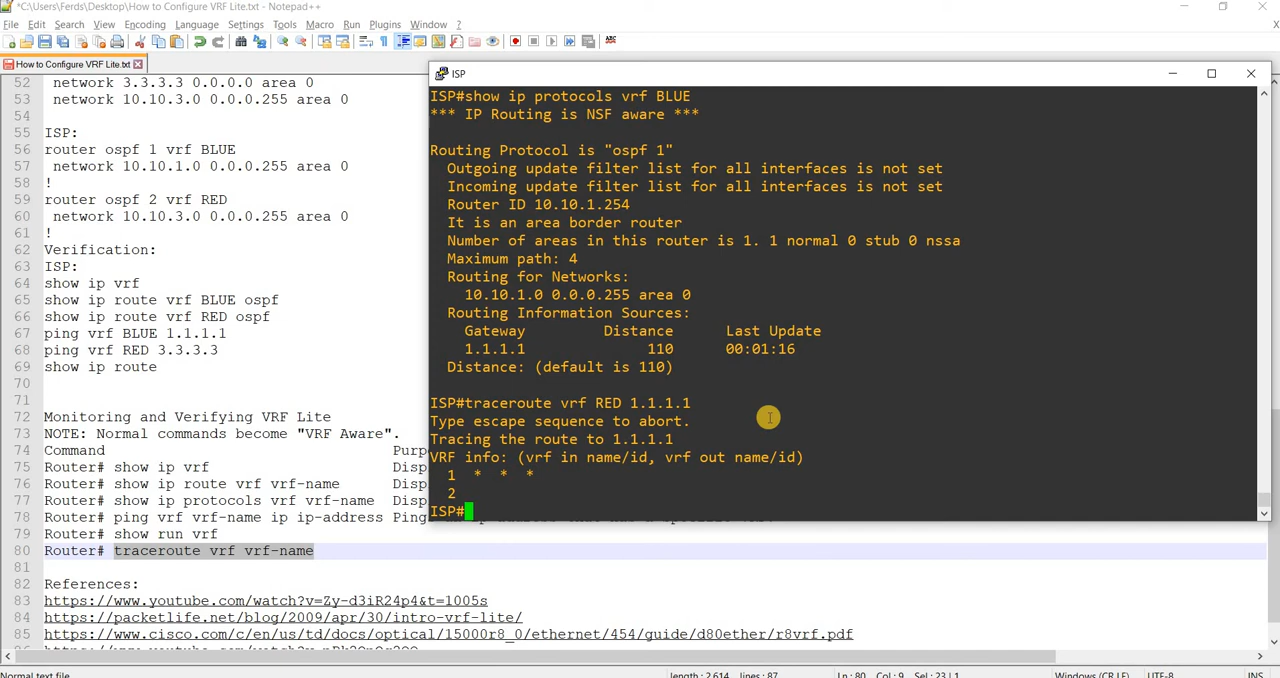 *C:\Users\Ferds\Desktop\How to Configure VRF Lite.txt - Notepad++
File Edit Search View Encoding Language Settings Tools Macro Run Plugins Window ?
How to Configure VRF Lite.txt
52 network 3.3.3.3 0.0.0.0 area 0
53 network 10.10.3.0 0.0.0.255 area 0
54
55 ISP:
56 router ospf 1 vrf BLUE
57 network 10.10.1.0 0.0.0.255 area 0
58 !
59 router ospf 2 vrf RED
60 network 10.10.3.0 0.0.0.255 area 0
61 !
62 Verification:
63 ISP:
64 show ip vrf
65 show ip route vrf BLUE ospf
66 show ip route vrf RED ospf
67 ping vrf BLUE 1.1.1.1
68 ping vrf RED 3.3.3.3
69 show ip route
70
71
72 Monitoring and Verifying VRF Lite
73 NOTE: Normal commands become "VRF Aware".
74 Command Purp
75 Router# show ip vrf Disp
76 Router# show ip route vrf vrf-name Disp
77 Router# show ip protocols vrf vrf-name Disp
78 Router# ping vrf vrf-name ip ip-address Ping
79 Router# show run vrf
80 Router# traceroute vrf vrf-name
81
82 References:
83 https://www.youtube.com/watch?v=Zy-d3iR24p4&t=1005s
84 https://packetlife.net/blog/2009/apr/30/intro-vrf-lite/
85 https://www.cisco.com/c/en/us/td/docs/optical/15000r8_0/ethernet/454/guide/d80ether/r8vrf.pdf
ISP
ISP#show ip protocols vrf BLUE
*** IP Routing is NSF aware ***
Routing Protocol is "ospf 1"
Outgoing update filter list for all interfaces is not set
Incoming update filter list for all interfaces is not set
Router ID 10.10.1.254
It is an area border router
Number of areas in this router is 1. 1 normal 0 stub 0 nssa
Maximum path: 4
Routing for Networks:
10.10.1.0 0.0.0.255 area 0
Routing Information Sources:
Gateway Distance Last Update
1.1.1.1 110 00:01:16
Distance: (default is 110)
ISP#traceroute vrf RED 1.1.1.1
Type escape sequence to abort.
Tracing the route to 1.1.1.1
VRF info: (vrf in name/id, vrf out name/id)
1 * * *
2
ISP#
Normal text file length : 2,614 lines : 87 Ln : 80 Col : 9 Sel : 23 | 1 Windows (CR LF) UTF-8 INS